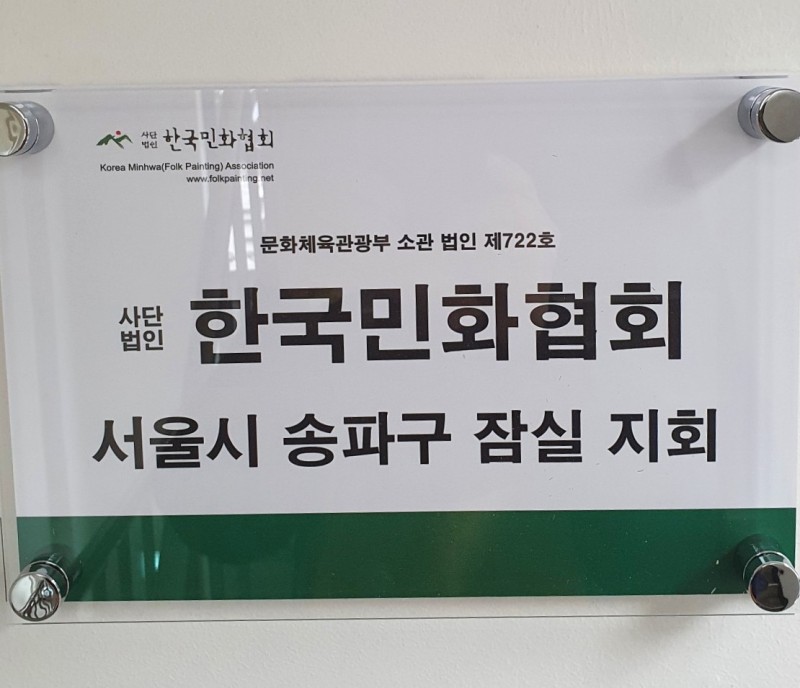 사단
법인 한국민화협회
Korea Minhwa(Folk Painting) Association
www.folkpainting.net
문화체육관광부 소관 법인 제722호
사단
법인 한국민화협회
서울시 송파구 잠실 지회